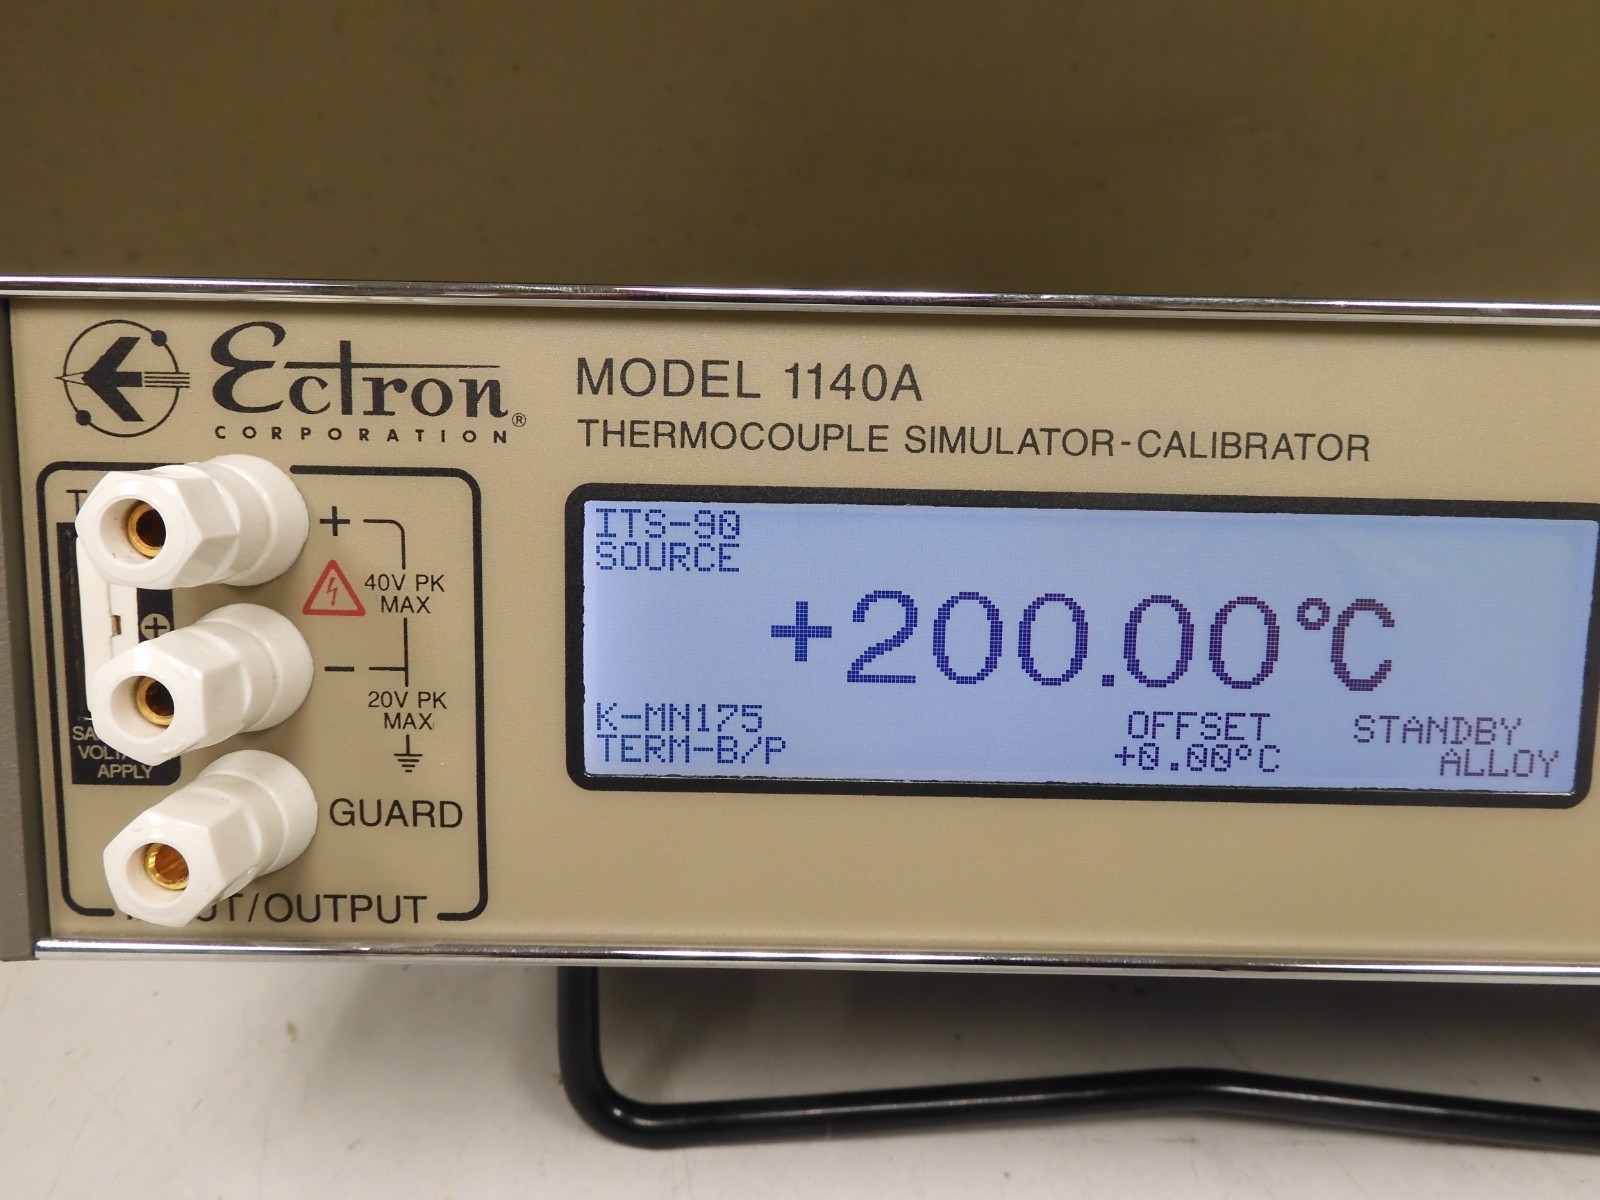 Ectron®
CORPORATION
MODEL 1140A
THERMOCOUPLE SIMULATOR-CALIBRATOR
+
40V PK
MAX
−
20V PK
MAX
APPLY
GUARD
/OUTPUT
ITS-90
SOURCE
+200.00°C
K-MN175
TERM-B/P
OFFSET
+0.00°C
STANDBY
ALLOY